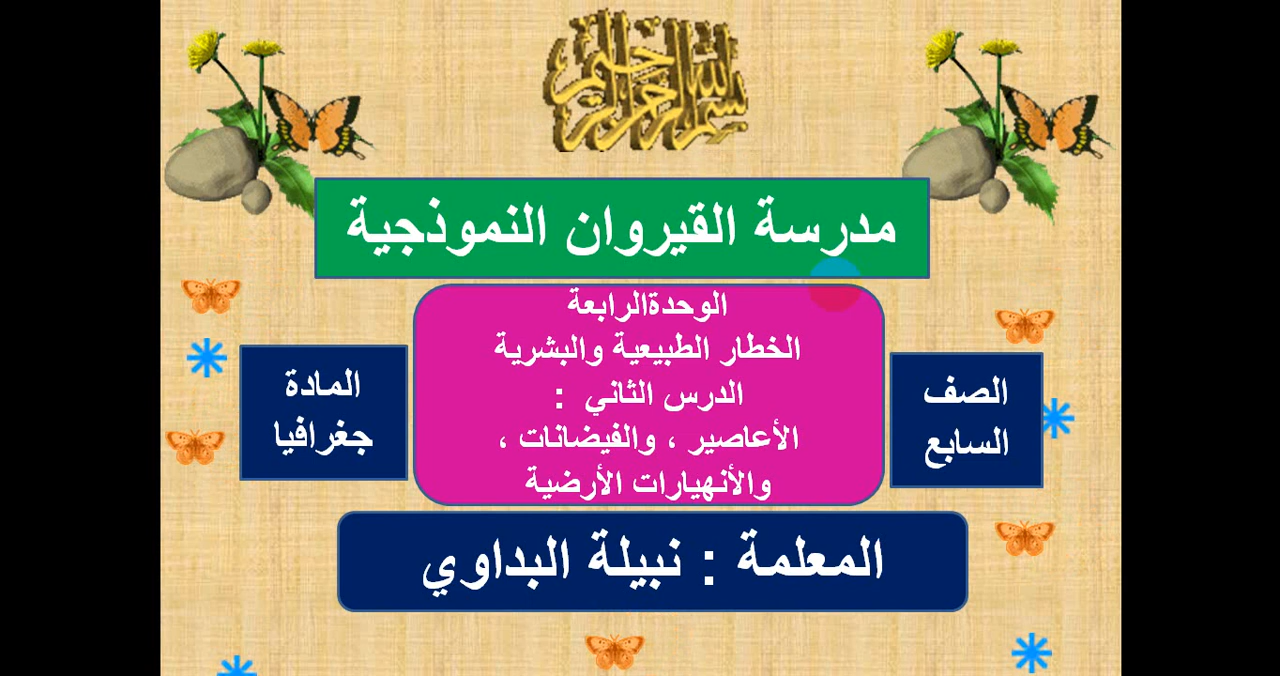 بسم الله الرحمن الرحيم
مدرسة القيروان النموذجية
الوحدةالرابعة
الخطار الطبيعية والبشرية
الدرس الثاني :
الأعاصير ، والفيضانات ،
والأنهيارات الأرضية
الصف
السابع
المادة
جغرافيا
المعلمة : نبيلة البداوي